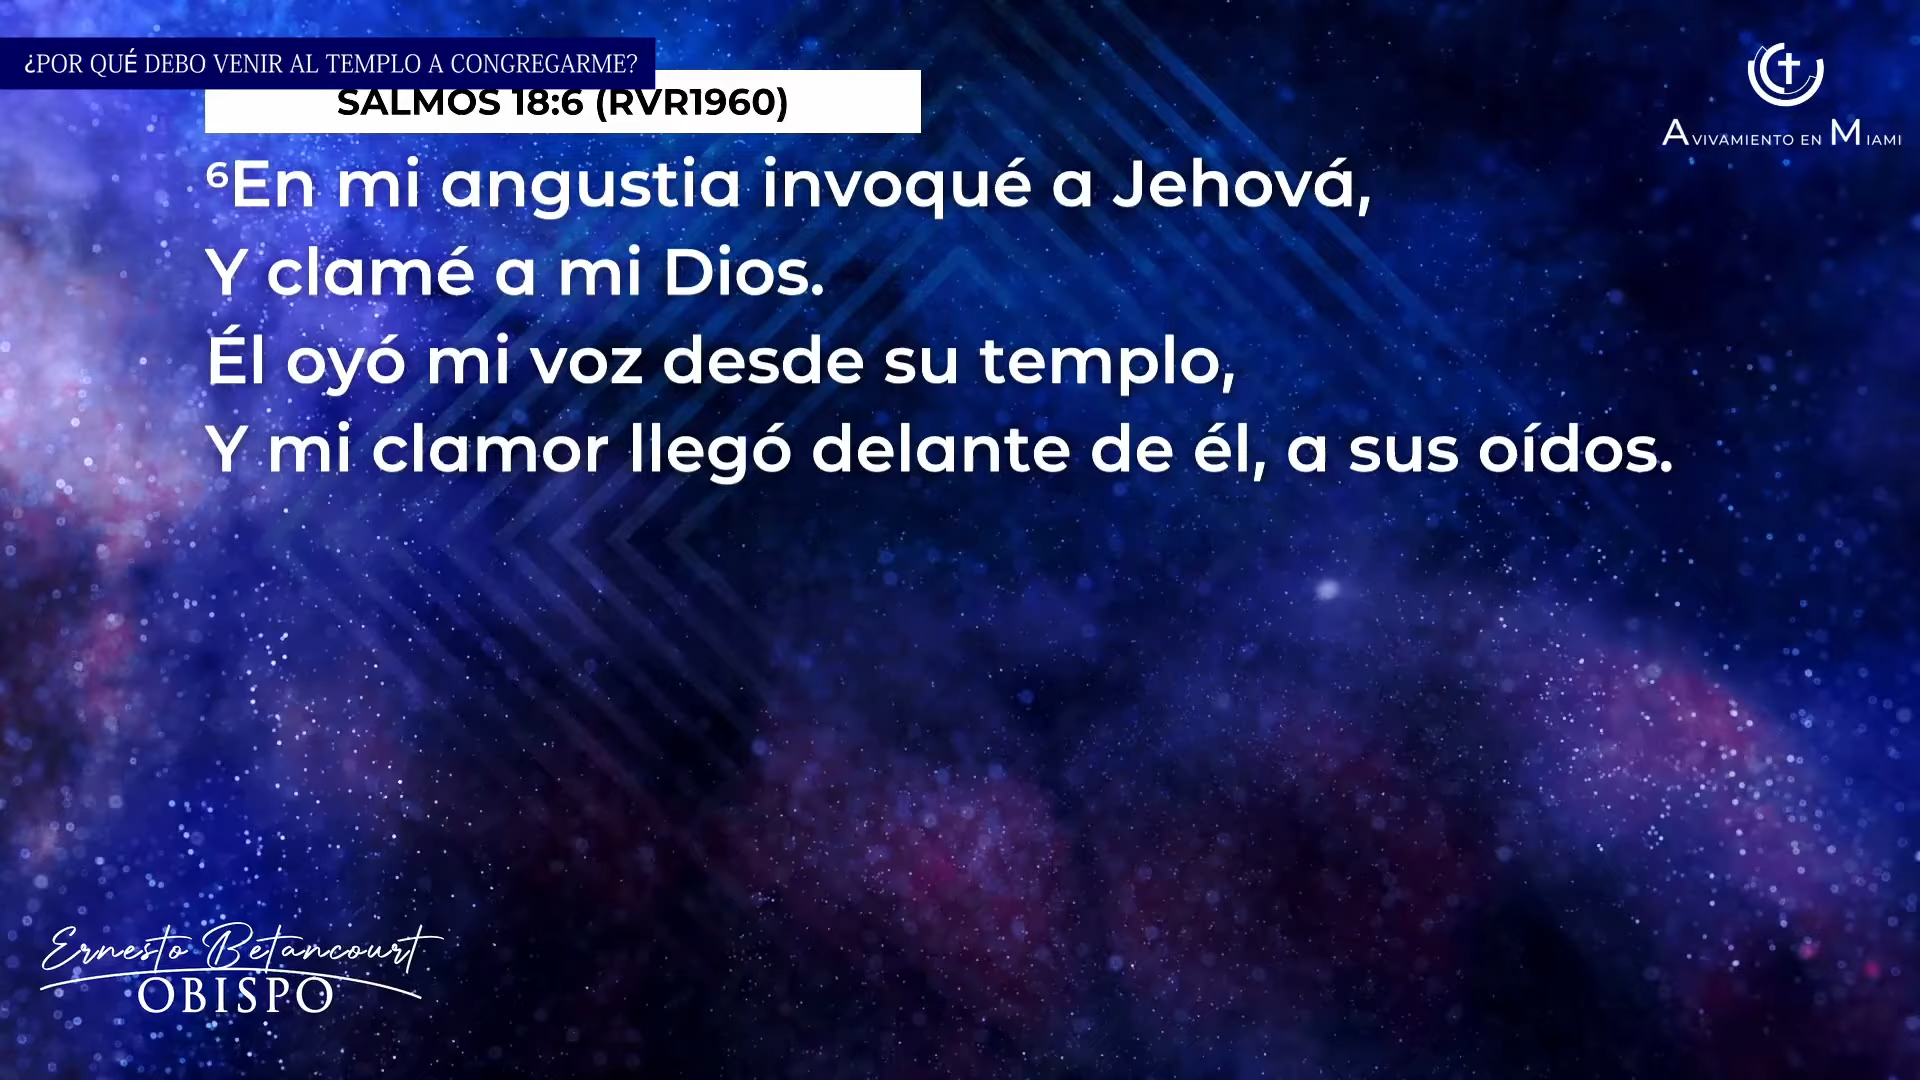 ¿POR QUÉ DEBO VENIR AL TEMPLO A CONGREGARME?
SALMOS 18:6 (RVR1960)
AVIVAMIENTO EN MIAMI
⁶En mi angustia invoqué a Jehová,
Y clamé a mi Dios.
Él oyó mi voz desde su templo,
Y mi clamor llegó delante de él, a sus oídos.
Ernesto Betancourt
OBISPO